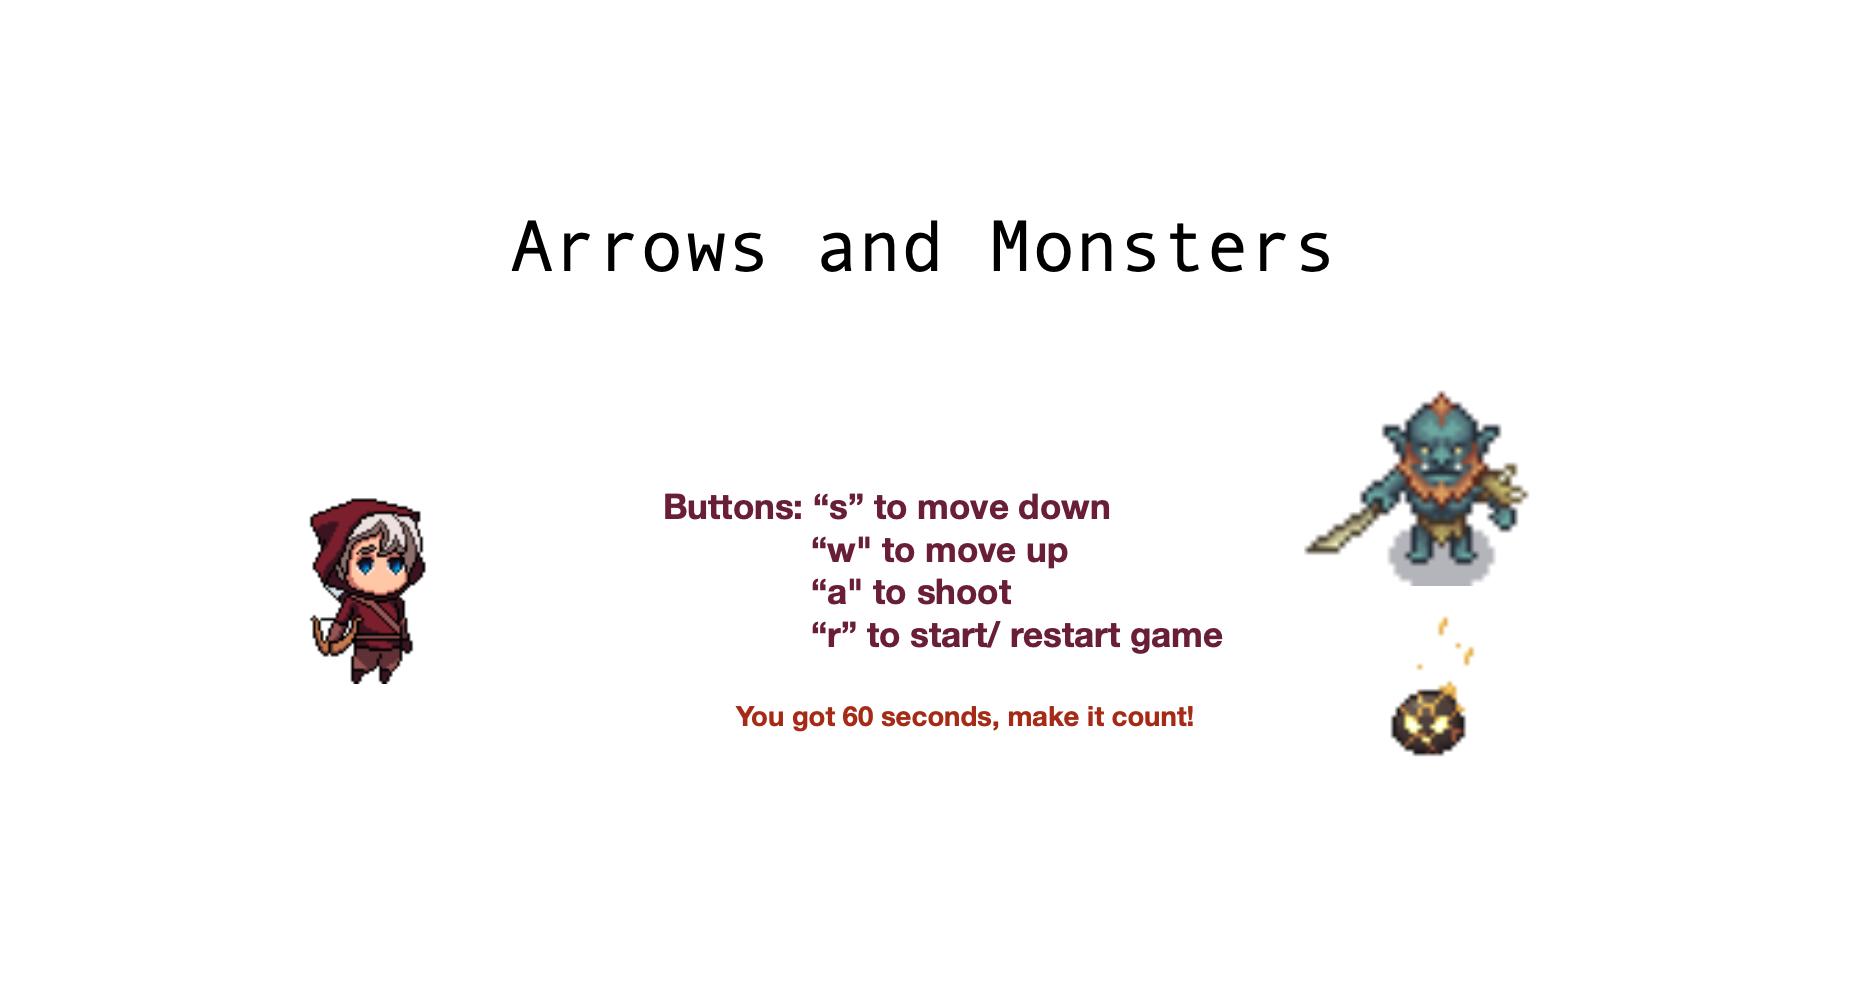 Arrows and Monsters
Buttons: “s” to move down
“w" to move up
“a" to shoot
“r” to start/ restart game
You got 60 seconds, make it count!